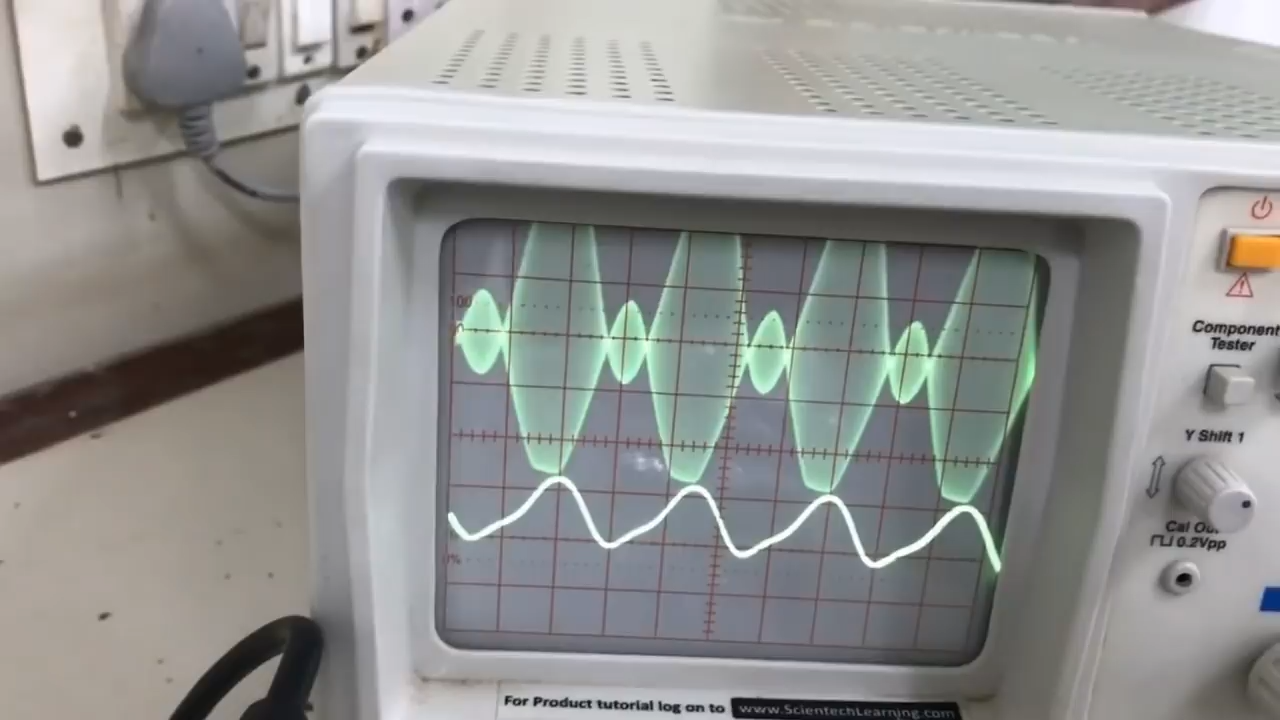 100
0%
Component
Tester
Y Shift 1
Cal Out
0.2Vpp
For Product tutorial log on to www.ScientechLearning.com